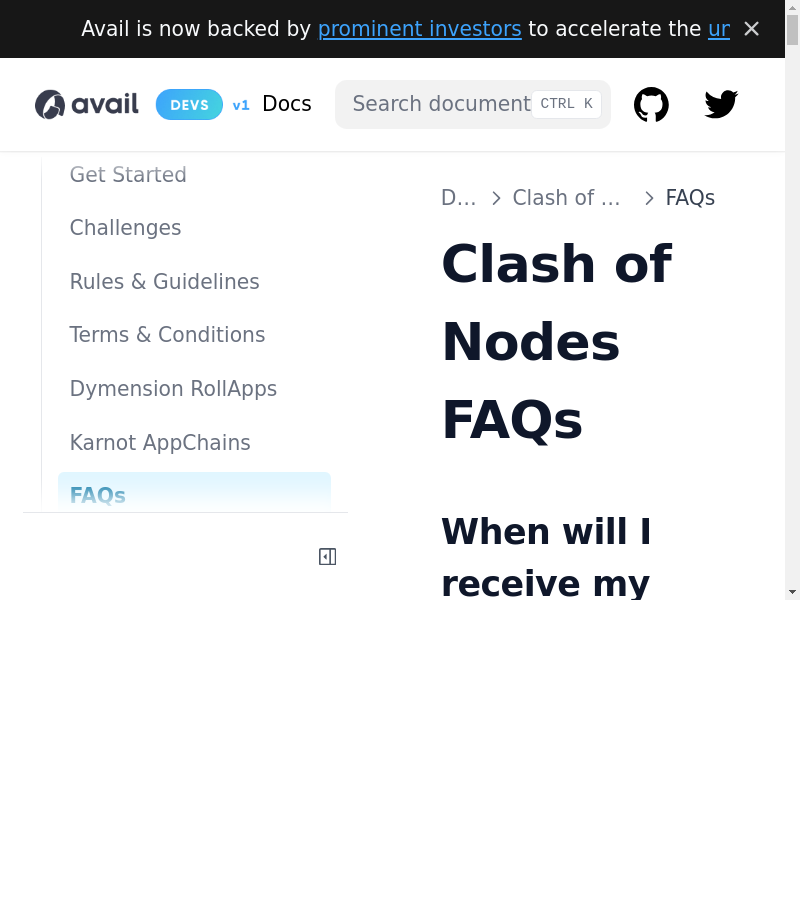 Avail is now backed by prominent investors to accelerate the ur
avail DEVS v1 Docs Search document CTRL K
Get Started
Challenges
Rules & Guidelines
Terms & Conditions
Dymension RollApps
Karnot AppChains
FAQs
D… Clash of … FAQs
Clash of
Nodes
FAQs
When will I
receive my